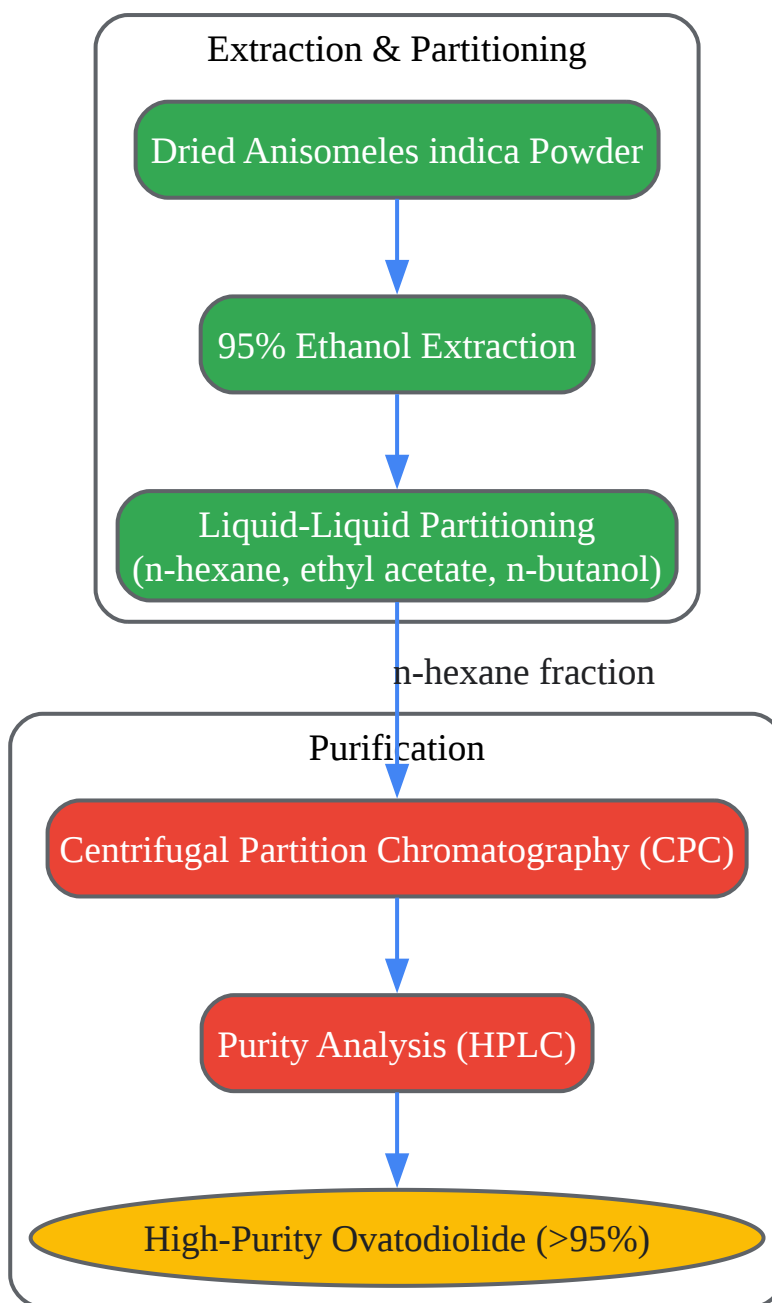 Extraction & Partitioning
Dried Anisomeles indica Powder
95% Ethanol Extraction
Liquid-Liquid Partitioning
(n-hexane, ethyl acetate, n-butanol)
n-hexane fraction
Purification
Centrifugal Partition Chromatography (CPC)
Purity Analysis (HPLC)
High-Purity Ovatodiolide (>95%)